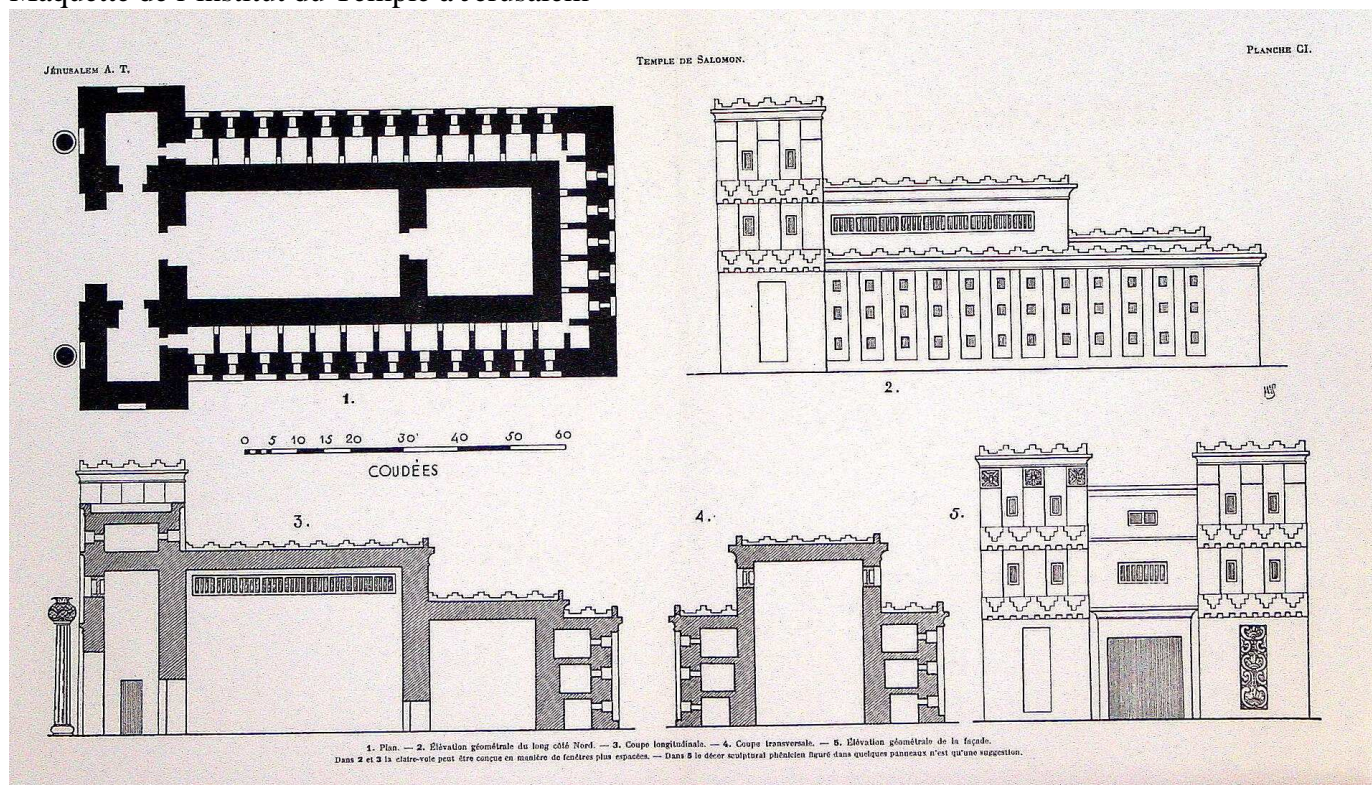 Maquette de l'Institut du Temple à Jérusalem
JÉRUSALEM A. T.
TEMPLE DE SALOMON.
PLANCHE CI.
1.
2.
0 5 10 15 20 30 40 50 60
COUDÉES
3.
4.
5.
1. Plan. — 2. Élévation géométrale du long côté Nord. — 3. Coupe longitudinale. — 4. Coupe transversale. — 5. Élévation géométrale de la façade.
Dans 2 et 3 la claire-voie peut être conçue en manière de fenêtres plus espacées. — Dans 5 le décor sculptural phénicien figuré dans quelques panneaux n'est qu'une suggestion.